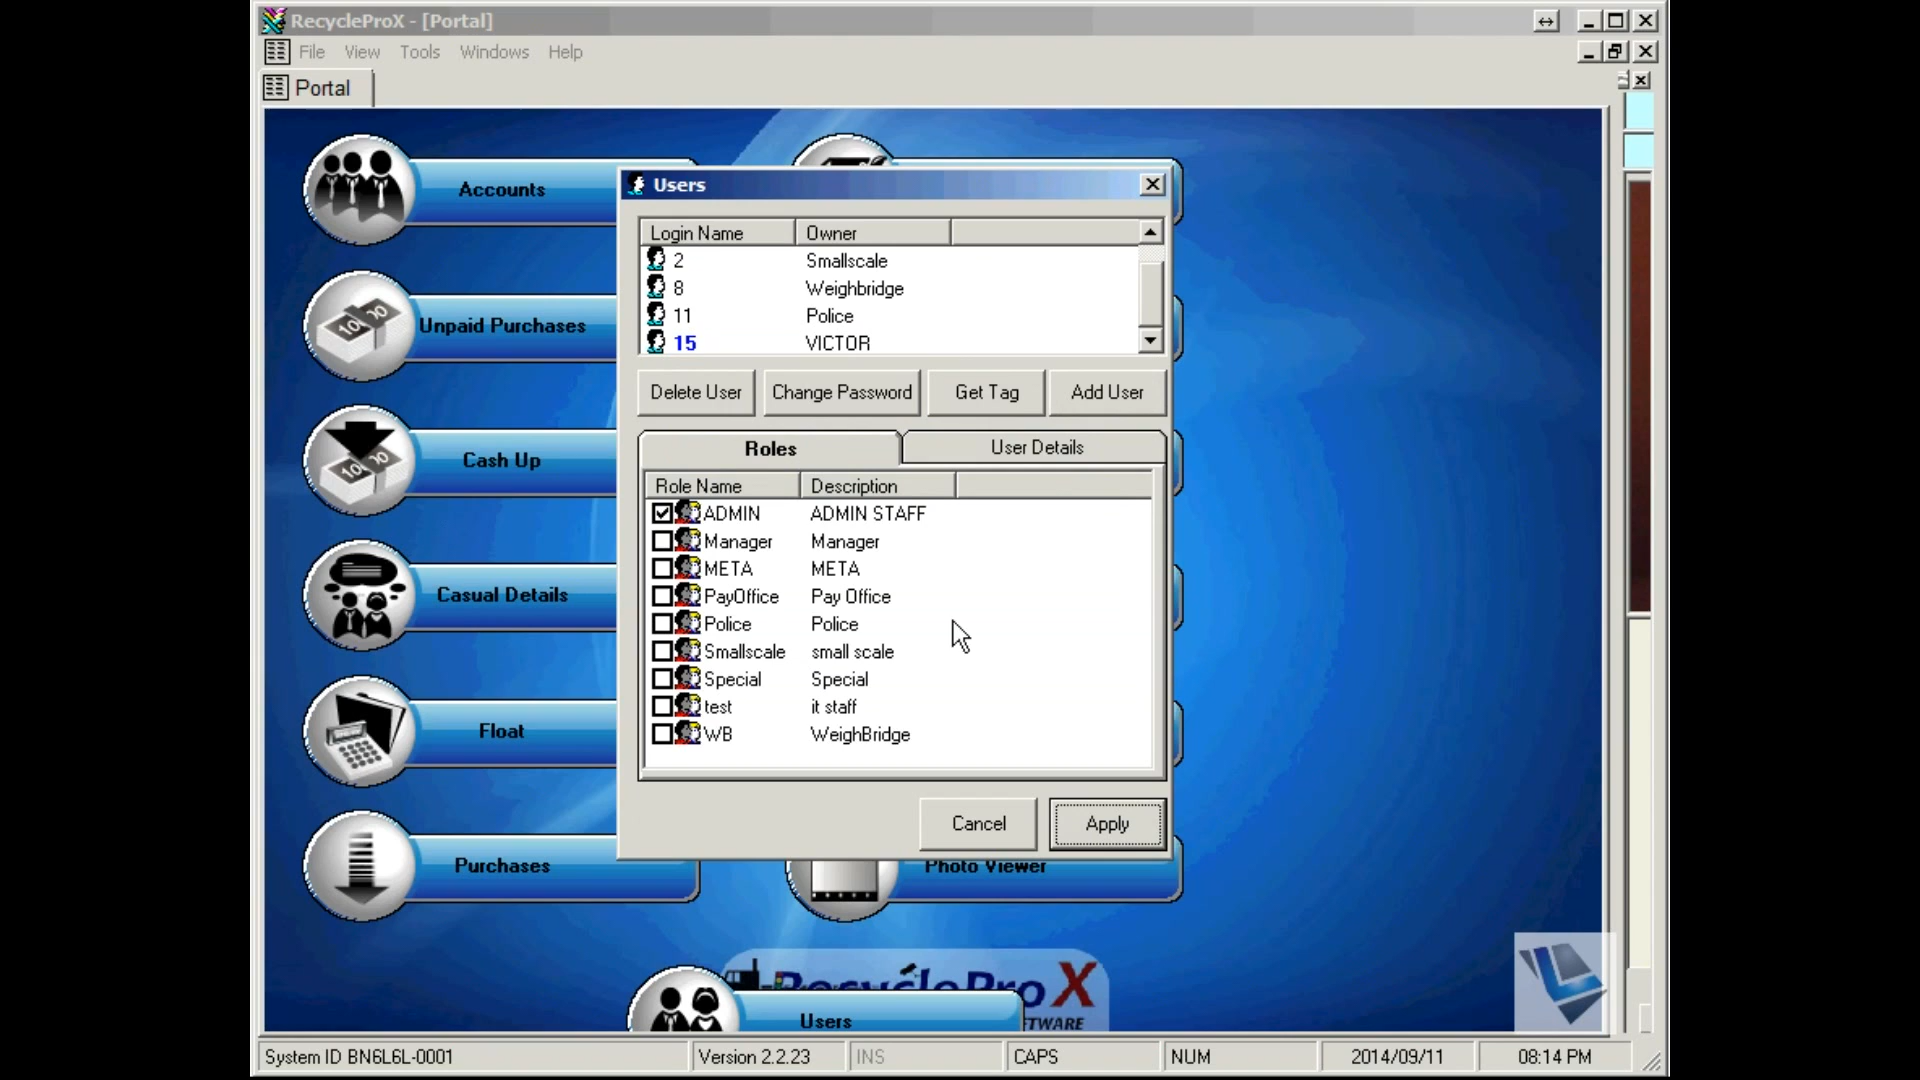 RecycleProX - [Portal]
File View Tools Windows Help
Portal
Accounts
Unpaid Purchases
Cash Up
Casual Details
Float
Purchases
Users
Login Name Owner
2 Smallscale
8 Weighbridge
11 Police
15 VICTOR
Delete User Change Password Get Tag Add User
Roles User Details
Role Name Description
ADMIN ADMIN STAFF
Manager Manager
META META
PayOffice Pay Office
Police Police
Smallscale small scale
Special Special
test it staff
WB WeighBridge
Cancel Apply
Photo Viewer
RecyclePro X
Users
System ID BN6L6L-0001 Version 2.2.23 INS CAPS NUM 2014/09/11 08:14 PM